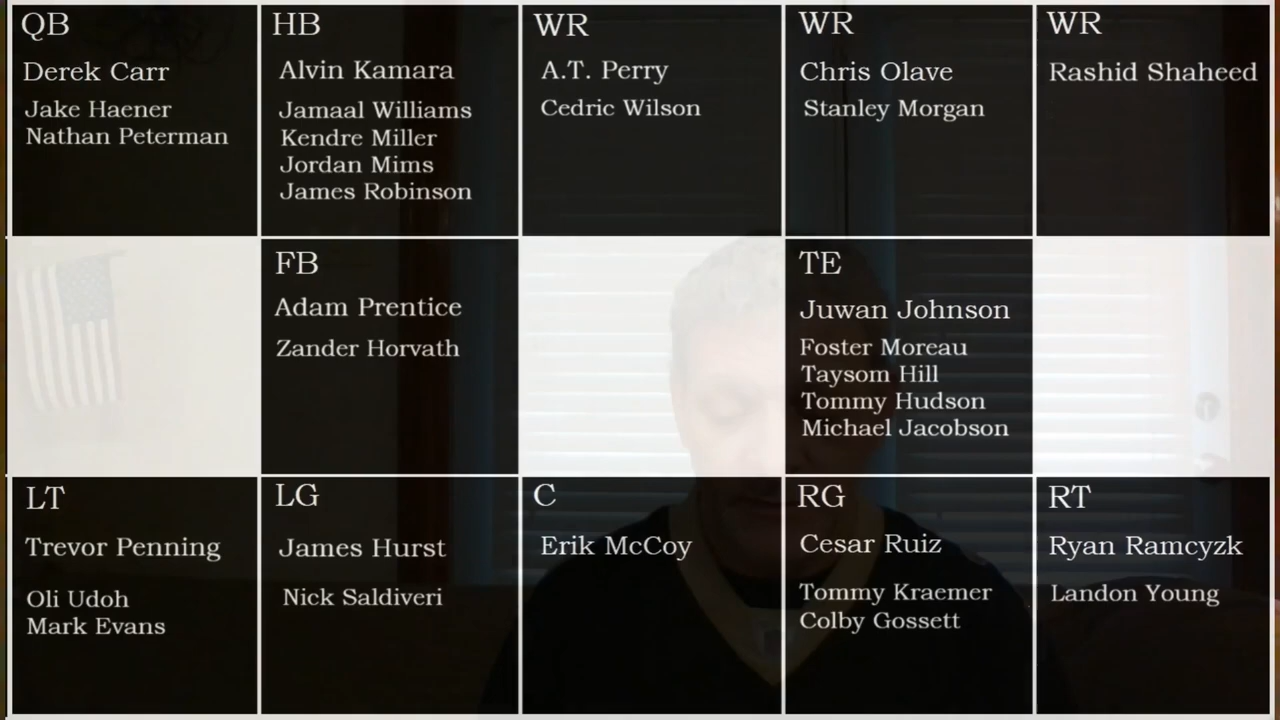 QB
Derek Carr
Jake Haener
Nathan Peterman
HB
Alvin Kamara
Jamaal Williams
Kendre Miller
Jordan Mims
James Robinson
WR
A.T. Perry
Cedric Wilson
WR
Chris Olave
Stanley Morgan
WR
Rashid Shaheed
FB
Adam Prentice
Zander Horvath
TE
Juwan Johnson
Foster Moreau
Taysom Hill
Tommy Hudson
Michael Jacobson
LT
Trevor Penning
Oli Udoh
Mark Evans
LG
James Hurst
Nick Saldiveri
C
Erik McCoy
RG
Cesar Ruiz
Tommy Kraemer
Colby Gossett
RT
Ryan Ramcyzk
Landon Young